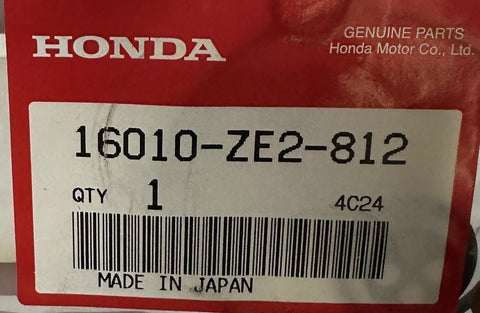 HONDA
GENUINE PARTS
Honda Motor Co., Ltd.
16010-ZE2-812
QTY 1 4C24
MADE IN JAPAN